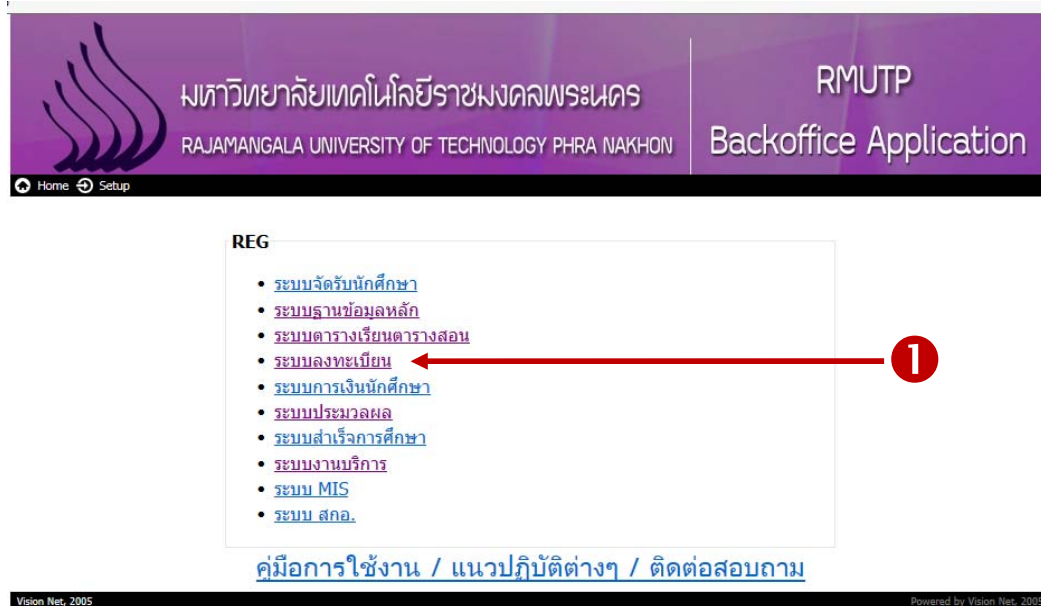 มหาวิทยาลัยเทคโนโลยีราชมงคลพระนคร
RAJAMANGALA UNIVERSITY OF TECHNOLOGY PHRA NAKHON
RMUTP
Backoffice Application
Home Setup
REG
• ระบบจัดรับนักศึกษา
• ระบบฐานข้อมูลหลัก
• ระบบตารางเรียนตารางสอน
• ระบบลงทะเบียน
1
• ระบบการเงินนักศึกษา
• ระบบประมวลผล
• ระบบสำเร็จการศึกษา
• ระบบงานบริการ
• ระบบ MIS
• ระบบ สกอ.
คู่มือการใช้งาน / แนวปฏิบัติต่างๆ / ติดต่อสอบถาม
Vision Net, 2005
Powered by Vision Net, 2005